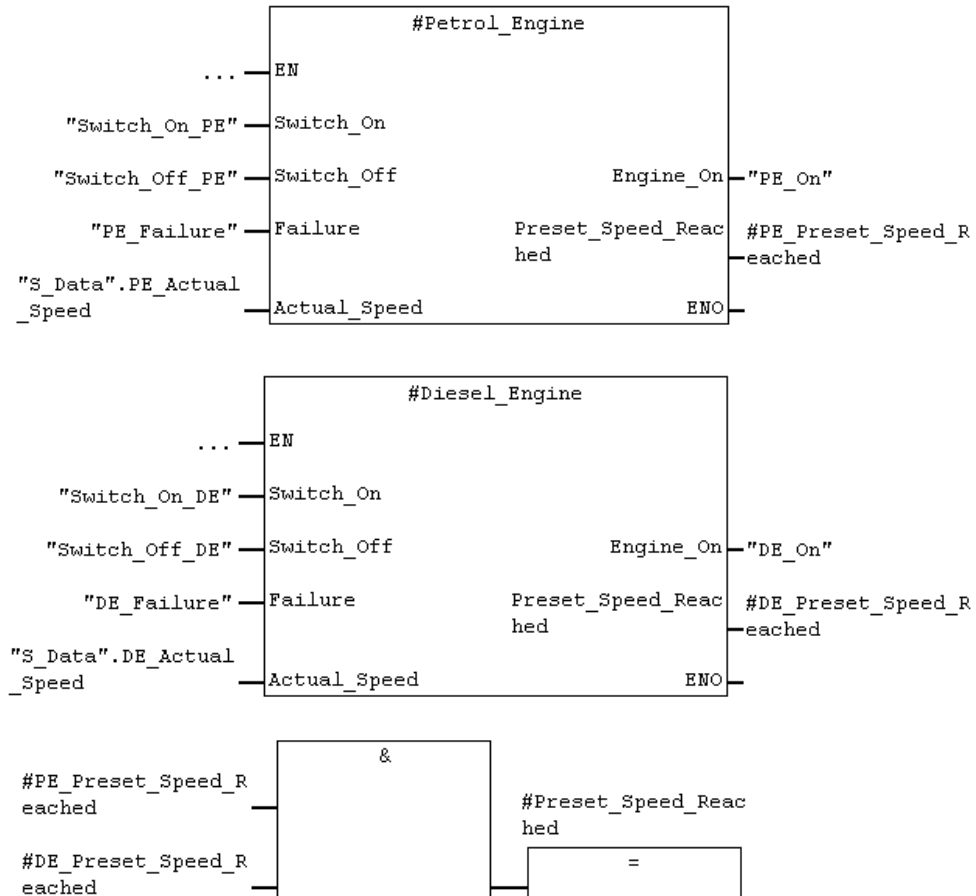 #Petrol_Engine
... EN
"Switch_On_PE" Switch_On
"Switch_Off_PE" Switch_Off Engine_On "PE_On"
"PE_Failure" Failure Preset_Speed_Reac #PE_Preset_Speed_R
hed eached
"S_Data".PE_Actual
_Speed Actual_Speed ENO
#Diesel_Engine
... EN
"Switch_On_DE" Switch_On
"Switch_Off_DE" Switch_Off Engine_On "DE_On"
"DE_Failure" Failure Preset_Speed_Reac #DE_Preset_Speed_R
hed eached
"S_Data".DE_Actual
_Speed Actual_Speed ENO
&
#PE_Preset_Speed_R
eached
#Preset_Speed_Reac
hed
#DE_Preset_Speed_R
eached
=